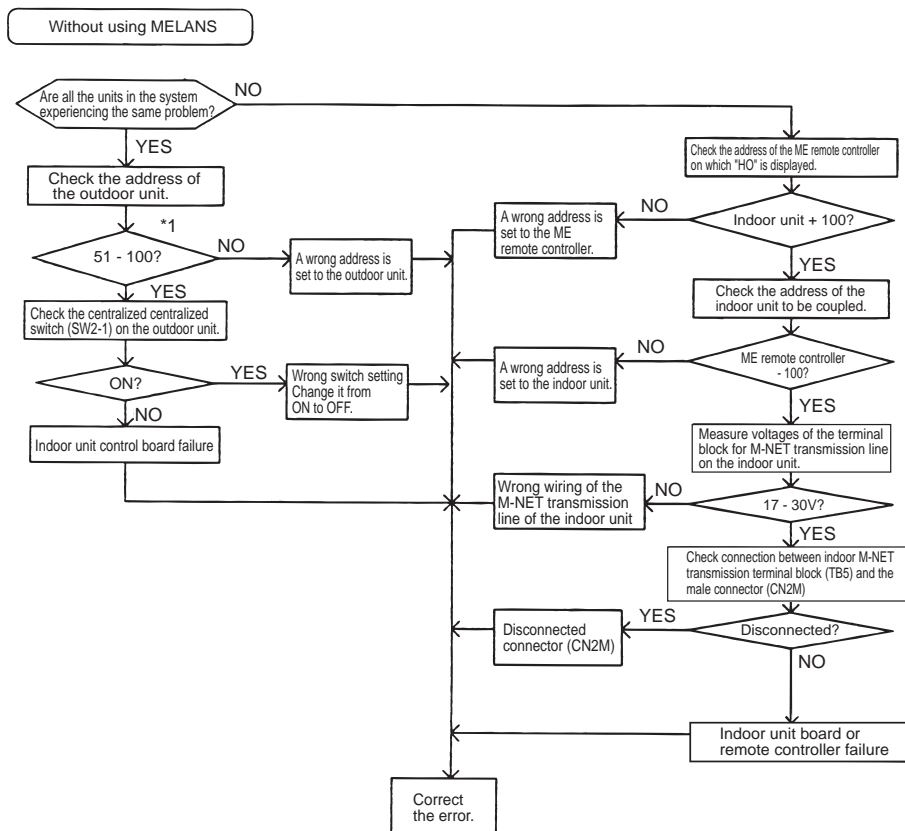 Without using MELANS
Are all the units in the system
experiencing the same problem?
NO
YES
Check the address of
the outdoor unit.
*1
51 - 100?
NO
A wrong address is
set to the outdoor unit.
YES
Check the centralized centralized
switch (SW2-1) on the outdoor unit.
ON?
YES
Wrong switch setting
Change it from
ON to OFF.
NO
Indoor unit control board failure
Check the address of the ME remote controller
on which "HO" is displayed.
Indoor unit + 100?
NO
A wrong address is
set to the ME
remote controller.
YES
Check the address of the
indoor unit to be coupled.
ME remote controller
- 100?
NO
A wrong address is
set to the indoor unit.
YES
Measure voltages of the terminal
block for M-NET transmission line
on the indoor unit.
17 - 30V?
NO
Wrong wiring of the
M-NET transmission
line of the indoor unit
YES
Check connection between indoor M-NET
transmission terminal block (TB5) and the
male connector (CN2M)
Disconnected?
YES
Disconnected
connector (CN2M)
NO
Indoor unit board or
remote controller failure
Correct
the error.